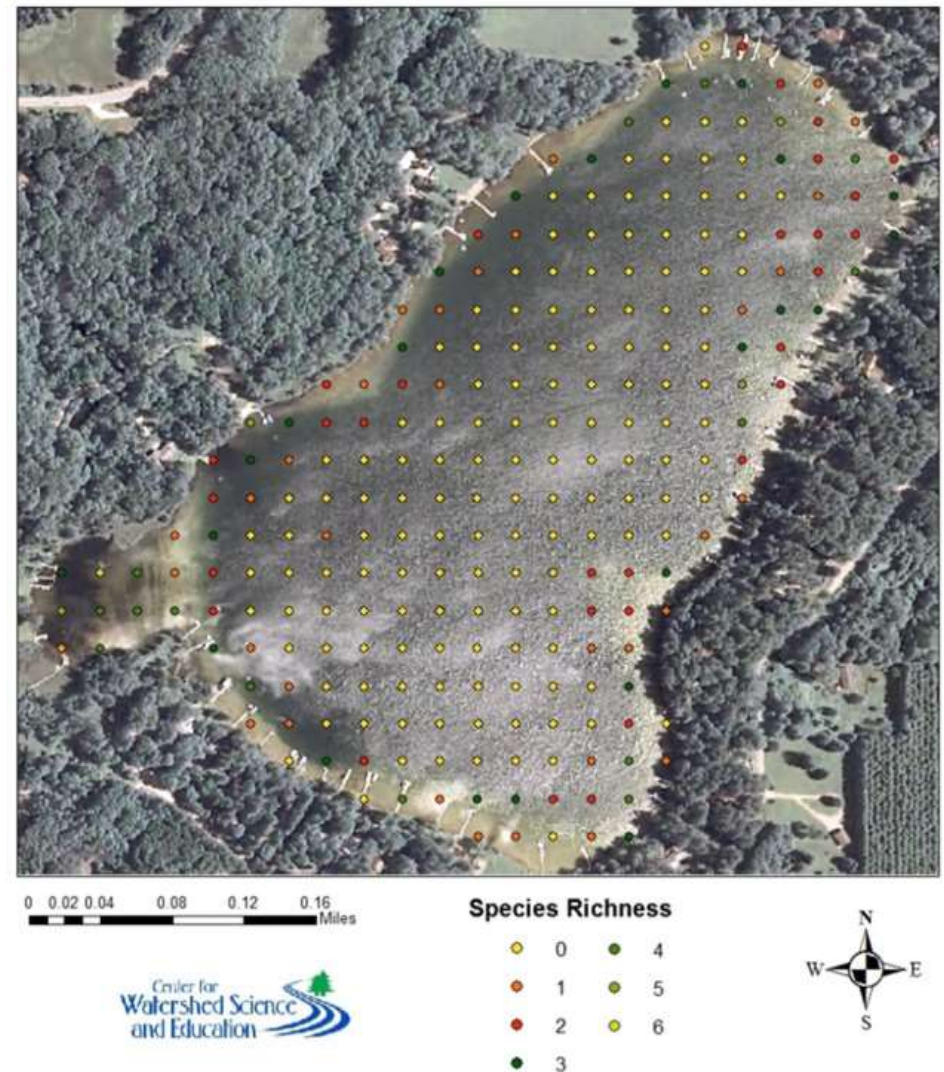 0 0.02 0.04 0.08 0.12 0.16
Miles
Center for
Watershed Science
and Education
Species Richness
0 4
1 5
2 6
3
N
W E
S